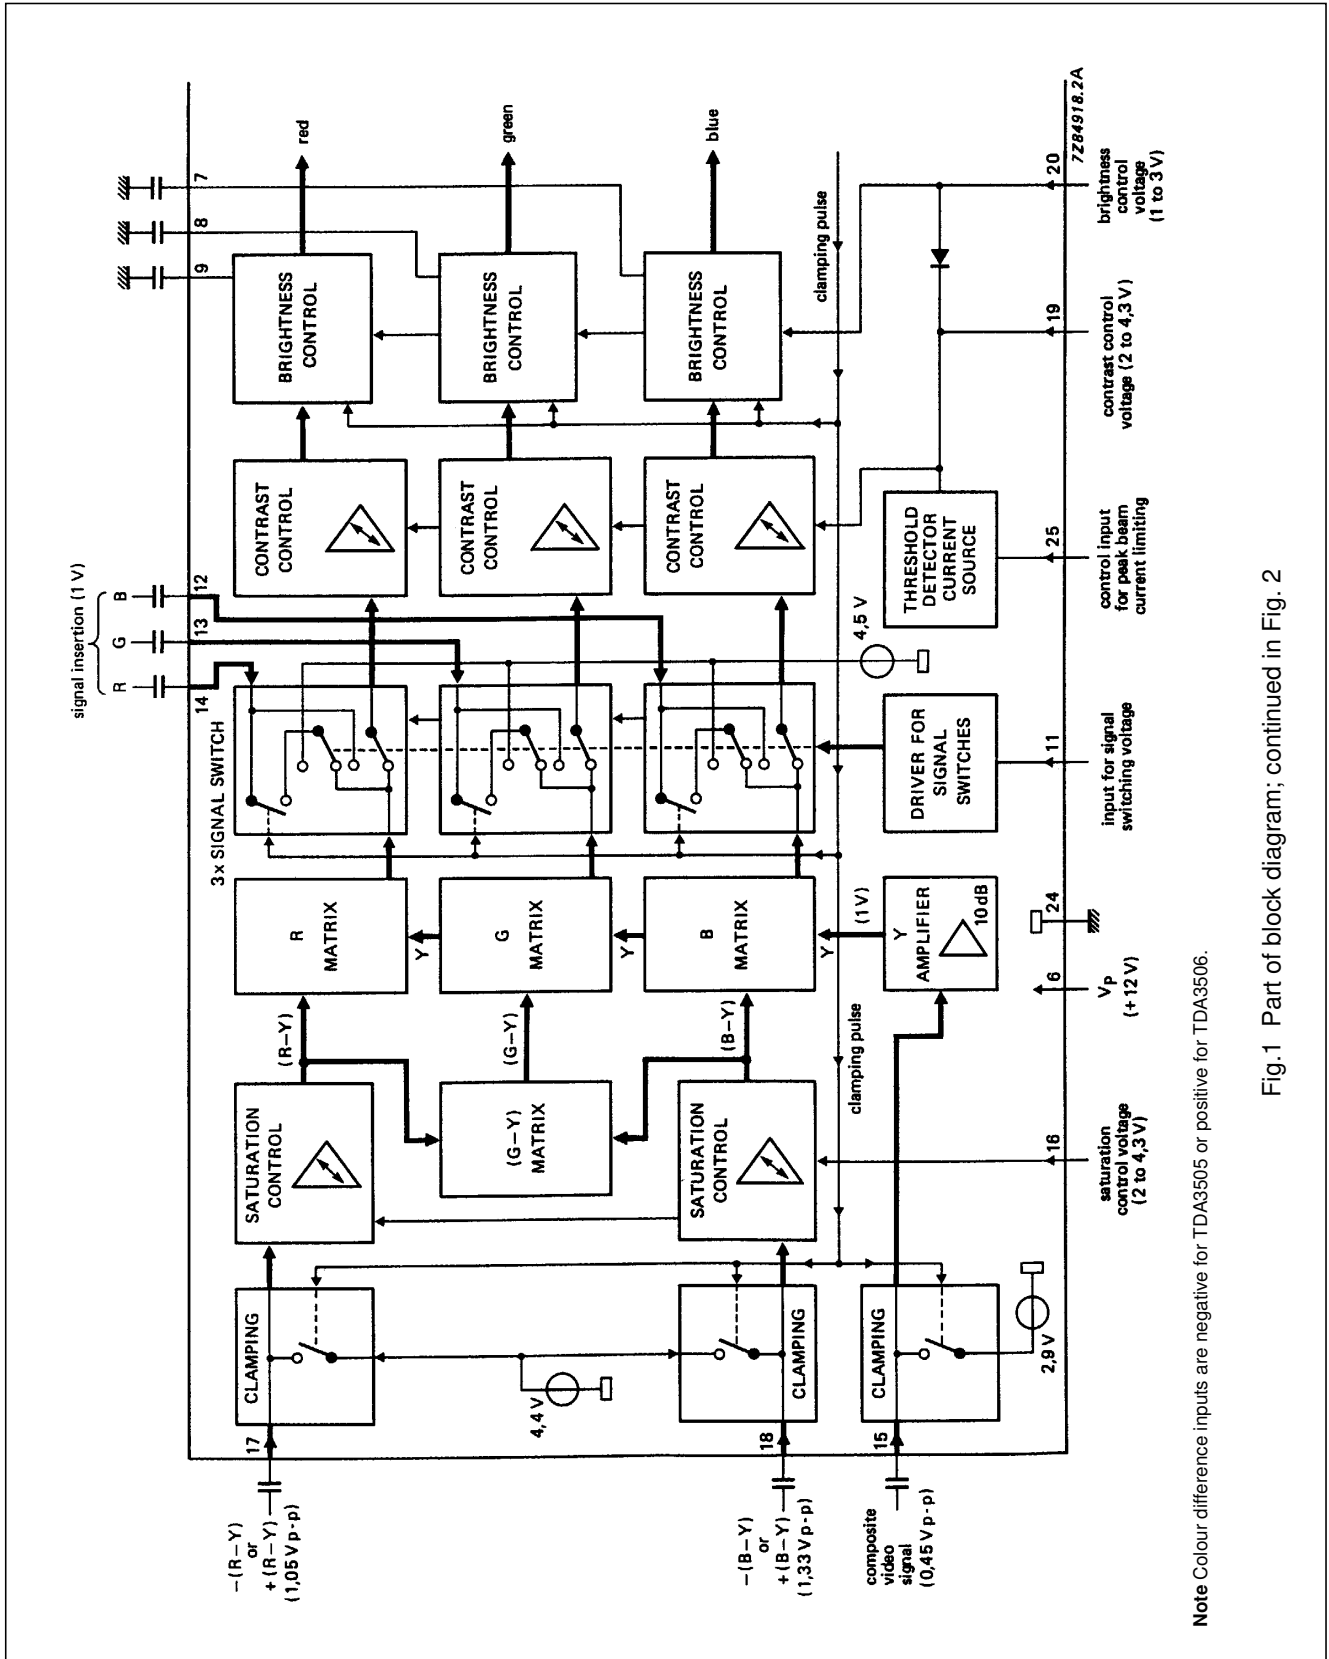 signal insertion (1 V)
R
G
B
14
13
12
9
8
7
3 x SIGNAL SWITCH
−(R−Y)
or
+(R−Y)
(1,05 V p-p)
17
CLAMPING
SATURATION
CONTROL
(R−Y)
R
MATRIX
CONTRAST
CONTROL
BRIGHTNESS
CONTROL
red
4,4 V
(G−Y)
MATRIX
(G−Y)
Y
G
MATRIX
CONTRAST
CONTROL
BRIGHTNESS
CONTROL
green
−(B−Y)
or
+(B−Y)
(1,33 V p-p)
18
CLAMPING
SATURATION
CONTROL
(B−Y)
Y
B
MATRIX
CONTRAST
CONTROL
BRIGHTNESS
CONTROL
blue
clamping pulse
clamping pulse
composite
video
signal
(0,45 V p-p)
15
CLAMPING
2,9 V
Y
(1V)
Y
AMPLIFIER
10 dB
DRIVER FOR
SIGNAL
SWITCHES
4,5 V
THRESHOLD
DETECTOR
CURRENT
SOURCE
16
saturation
control voltage
(2 to 4,3 V)
6
VP
(+ 12 V)
24
11
input for signal
switching voltage
25
control input
for peak beam
current limiting
19
contrast control
voltage (2 to 4,3 V)
20
brightness
control
voltage
(1 to 3 V)
7Z84918.2A
Note Colour difference inputs are negative for TDA3505 or positive for TDA3506.
Fig.1 Part of block diagram; continued in Fig. 2